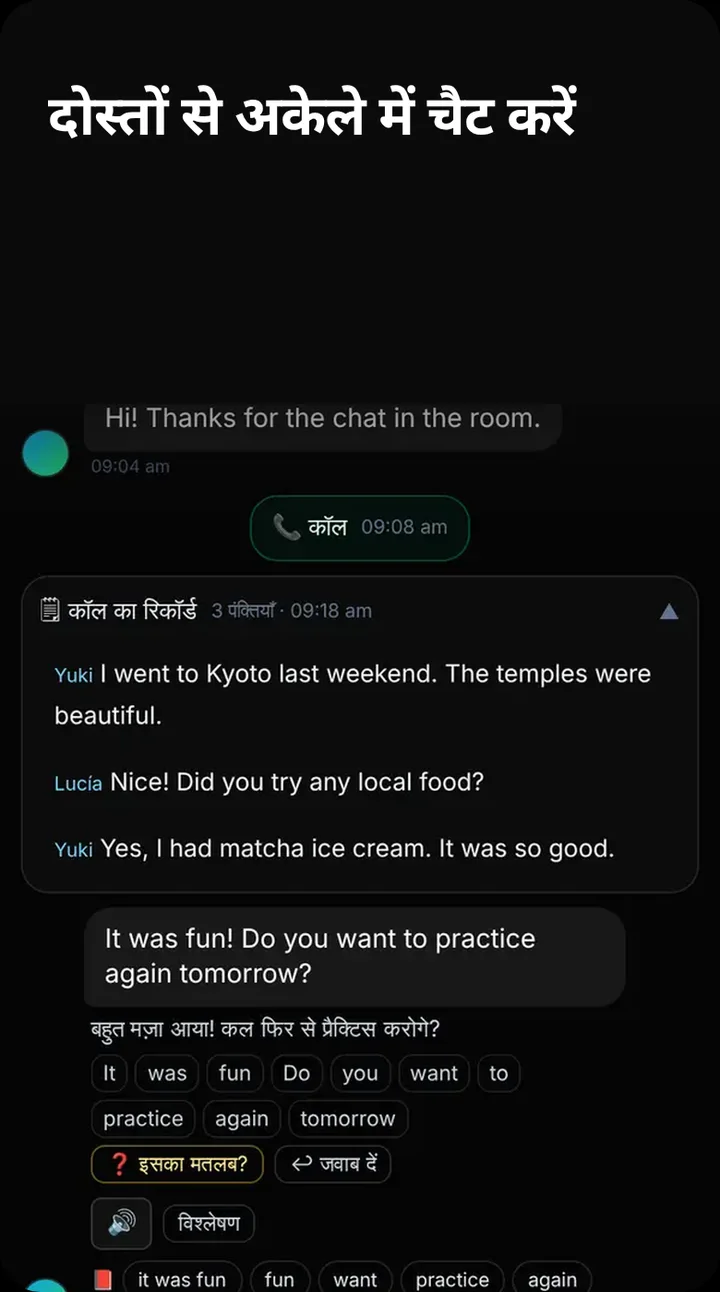 दोस्तों से अकेले में चैट करें
Hi! Thanks for the chat in the room.
09:04 am
कॉल 09:08 am
कॉल का रिकॉर्ड 3 पंक्तियाँ · 09:18 am
Yuki I went to Kyoto last weekend. The temples were
beautiful.
Lucía Nice! Did you try any local food?
Yuki Yes, I had matcha ice cream. It was so good.
It was fun! Do you want to practice
again tomorrow?
बहुत मज़ा आया! कल फिर से प्रैक्टिस करोगे?
It was fun Do you want to
practice again tomorrow
❓ इसका मतलब? ↩ जवाब दें
विश्लेषण
it was fun fun want practice again